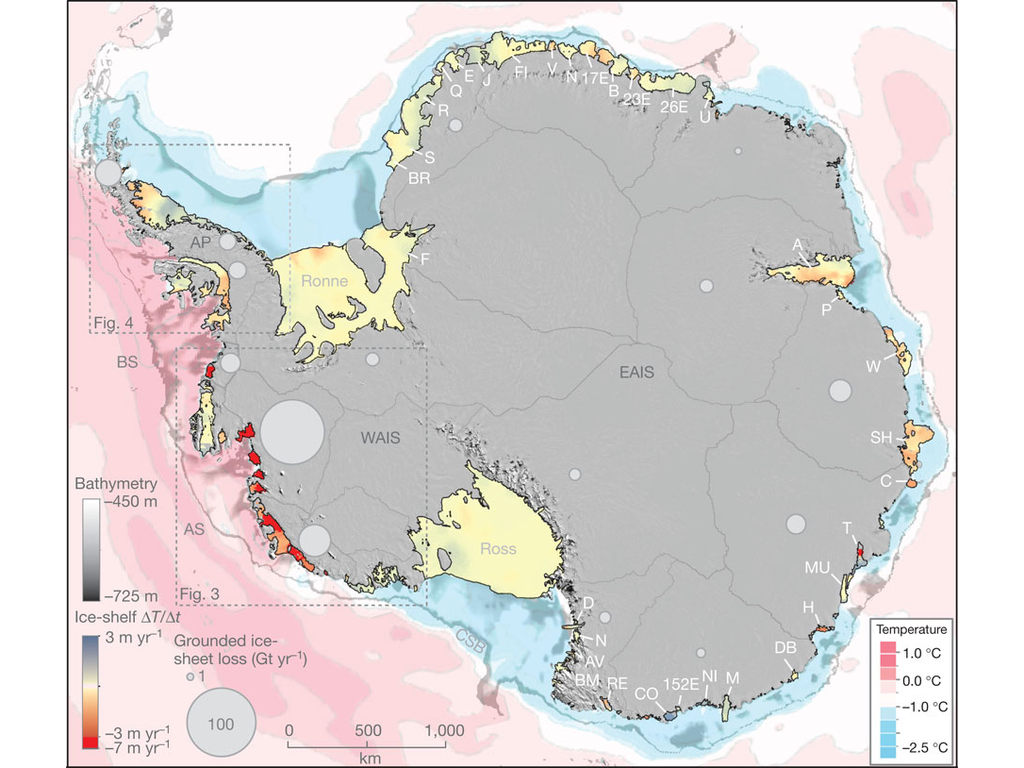 E
J
FI
V
N
17E
B
23E
26E
U
Q
R
S
BR
AP
A
Ronne
F
P
Fig. 4
BS
W
EAIS
WAIS
SH
C
Bathymetry
–450 m
–725 m
AS
Ross
T
MU
Fig. 3
Ice-shelf ΔT/Δt
3 m yr⁻¹
–3 m yr⁻¹
–7 m yr⁻¹
Grounded ice-
sheet loss (Gt yr⁻¹)
1
100
0
500
1,000
km
CSB
D
N
AV
BM
RE
CO
152E
NI
M
DB
H
Temperature
1.0 °C
0.0 °C
–1.0 °C
–2.5 °C